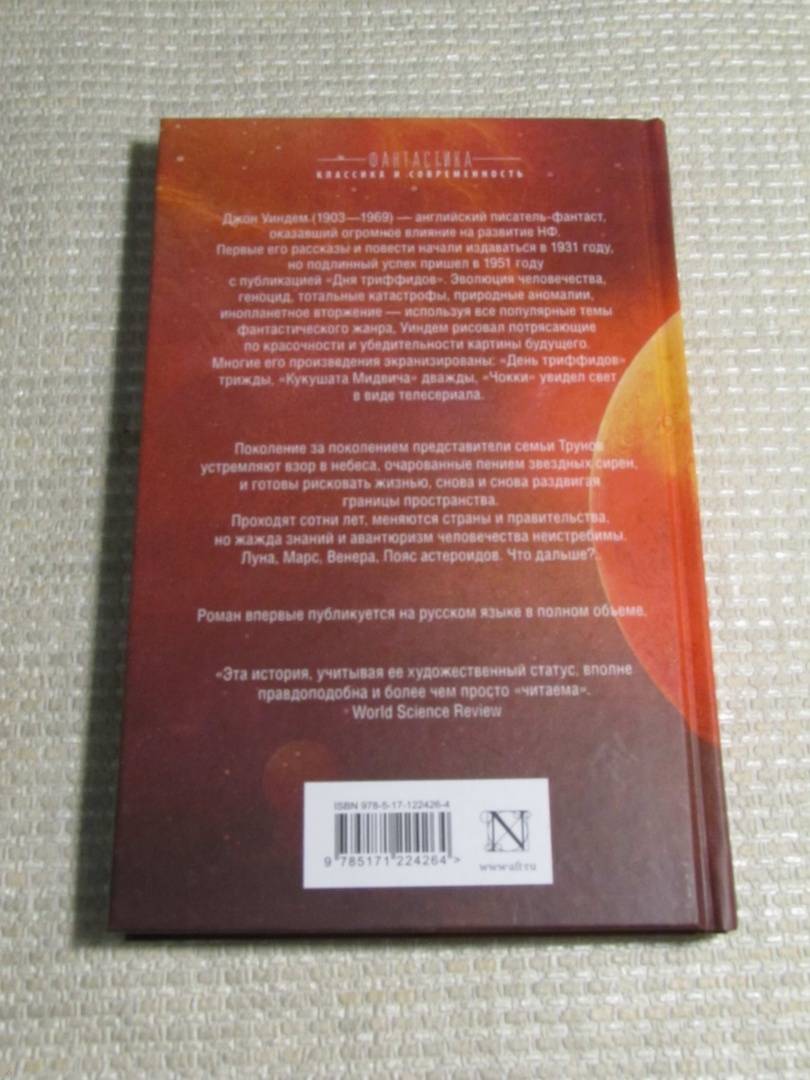 ФАНТАСТИКА
КЛАССИКА И СОВРЕМЕННОСТЬ
Джон Уиндем (1903—1969) — английский писатель-фантаст,
оказавший огромное влияние на развитие НФ.
Первые его рассказы и повести начали издаваться в 1931 году,
но подлинный успех пришел в 1951 году
с публикацией «Дня триффидов». Эволюция человечества,
геноцид, тотальные катастрофы, природные аномалии,
инопланетное вторжение — используя все популярные темы
фантастического жанра, Уиндем рисовал потрясающие
по красочности и убедительности картины будущего.
Многие его произведения экранизированы: «День триффидов»
трижды, «Кукушата Мидвича» дважды, «Чокки» увидел свет
в виде телесериала.
Поколение за поколением представители семьи Трунов
устремляют взор в небеса, очарованные пением звездных сирен,
и готовы рисковать жизнью, снова и снова раздвигая
границы пространства.
Проходят сотни лет, меняются страны и правительства,
но жажда знаний и авантюризм человечества неистребимы.
Луна, Марс, Венера, Пояс астероидов. Что дальше?..
Роман впервые публикуется на русском языке в полном объеме.
«Эта история, учитывая ее художественный статус, вполне
правдоподобна и более чем просто «читаема».
World Science Review
ISBN 978-5-17-122426-4
9 785171 224264 >
N
www.ast.ru